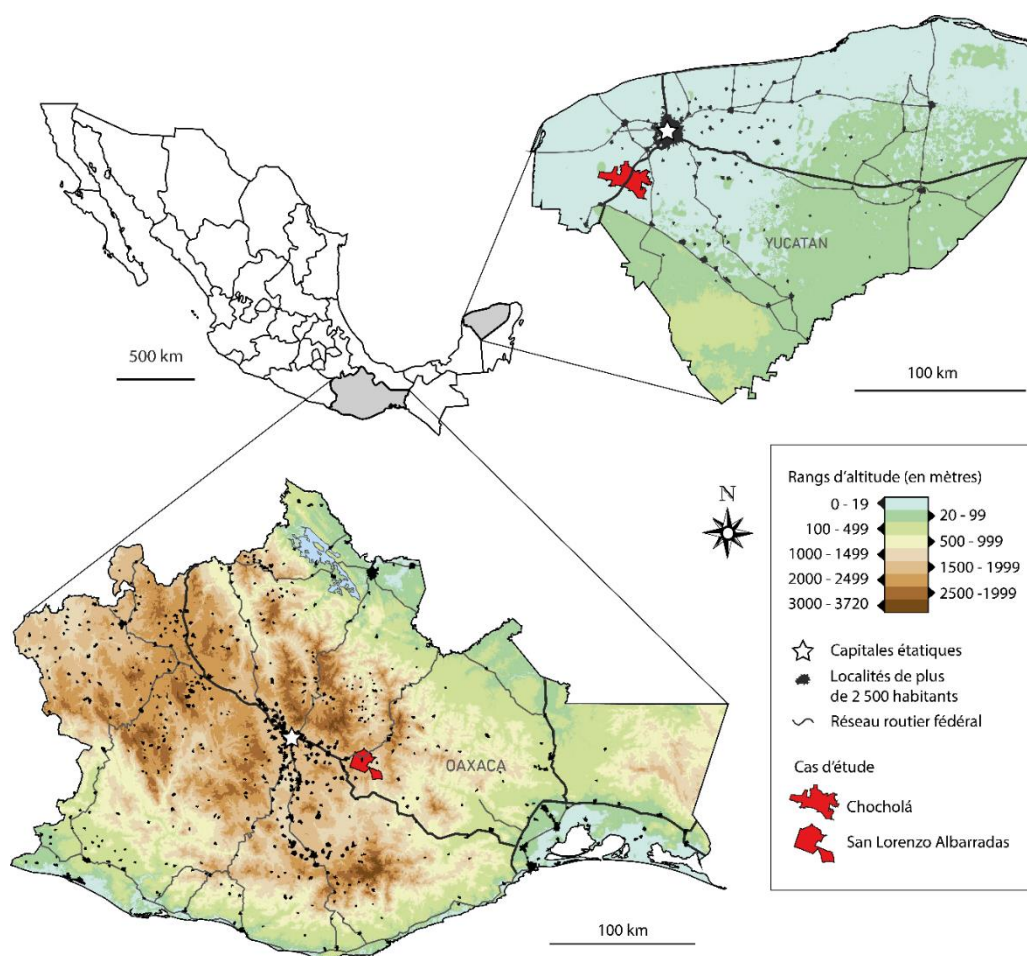 500 km
YUCATAN
100 km
Rangs d'altitude (en mètres)
0 - 19
20 - 99
100 - 499
500 - 999
1000 - 1499
1500 - 1999
2000 - 2499
2500 -1999
3000 - 3720
N
Capitales étatiques
Localités de plus
de 2 500 habitants
Réseau routier fédéral
Cas d'étude
Chocholá
San Lorenzo Albarradas
OAXACA
100 km